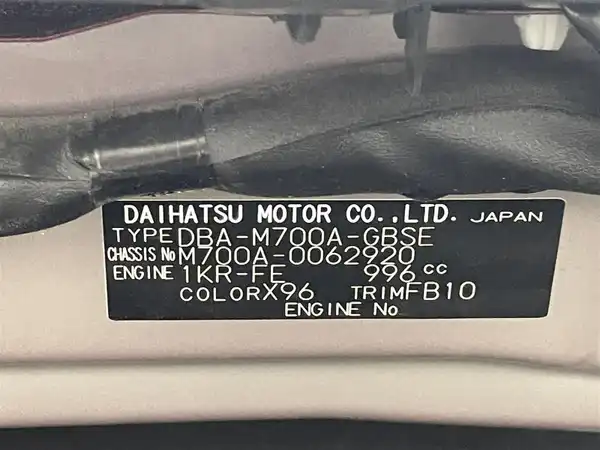 DAIHATSU MOTOR CO.,LTD. JAPAN
TYPE DBA-M700A-GBSE
CHASSIS No M700A-0062920
ENGINE 1KR-FE 996 cc
COLOR X96 TRIM FB10
ENGINE No